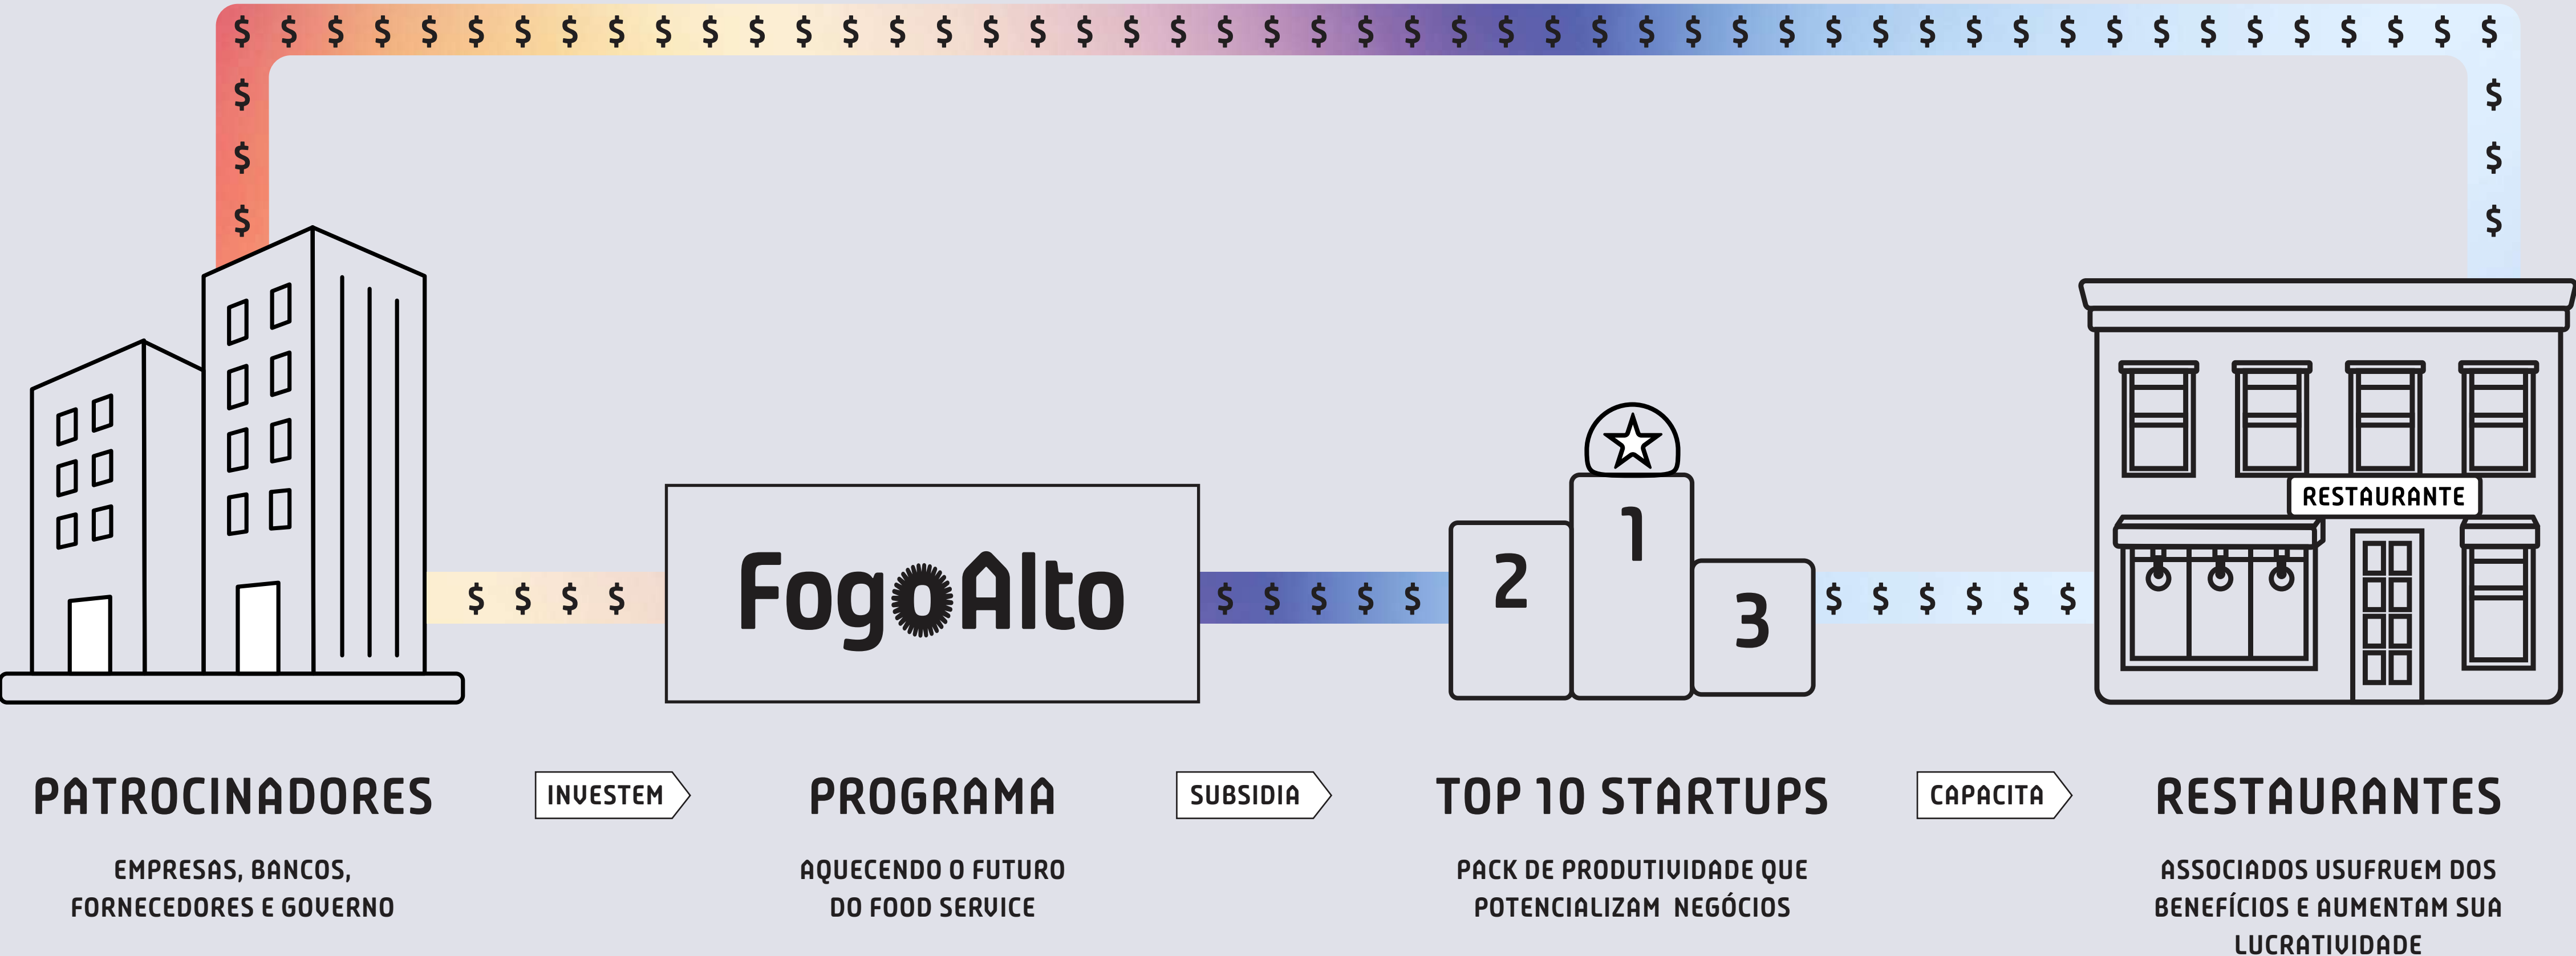 $ $ $ $ $ $ $ $ $ $ $ $ $ $ $ $ $ $ $ $ $ $ $ $ $ $ $ $ $ $ $ $ $ $ $ $ $ $ $ $ $ $ $ $ $ $ $ $ $
$ $
$ $
$ $
RESTAURANTE
$ $ $ $ FogoAlto $ $ $ $ $ 2 1 3 $ $ $ $ $ $
PATROCINADORES INVESTEM PROGRAMA SUBSIDIA TOP 10 STARTUPS CAPACITA RESTAURANTES
EMPRESAS, BANCOS,
FORNECEDORES E GOVERNO
AQUECENDO O FUTURO
DO FOOD SERVICE
PACK DE PRODUTIVIDADE QUE
POTENCIALIZAM NEGÓCIOS
ASSOCIADOS USUFRUEM DOS
BENEFÍCIOS E AUMENTAM SUA
LUCRATIVIDADE